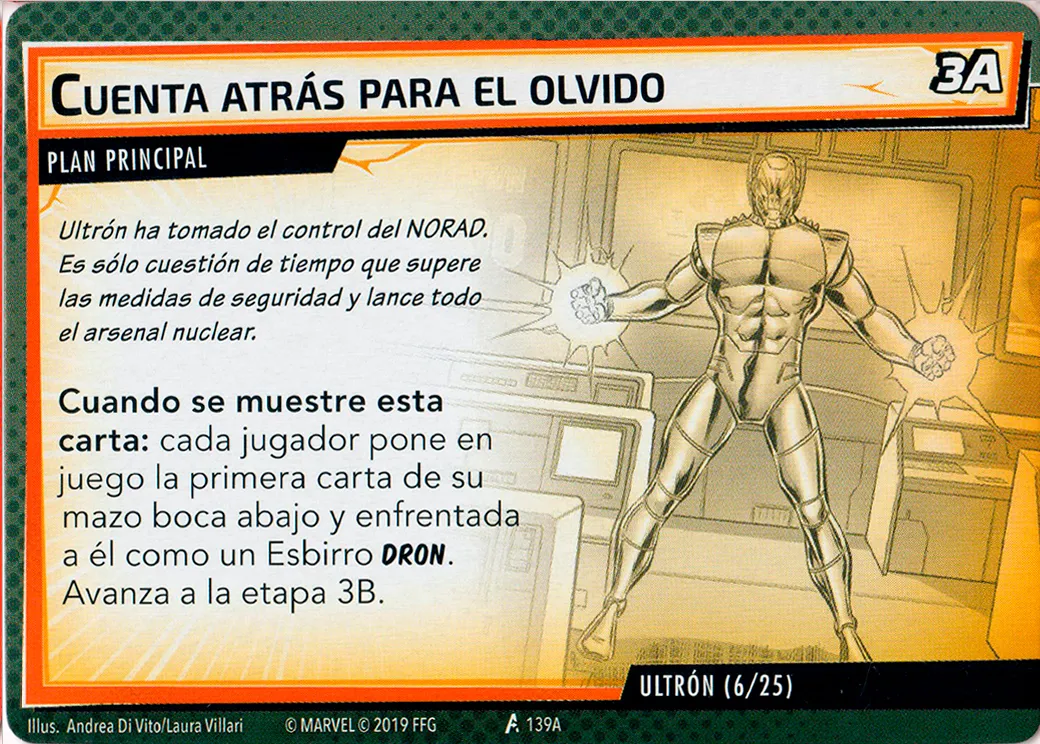 CUENTA ATRÁS PARA EL OLVIDO
3A
PLAN PRINCIPAL
Ultrón ha tomado el control del NORAD.
Es sólo cuestión de tiempo que supere
las medidas de seguridad y lance todo
el arsenal nuclear.
Cuando se muestre esta
carta: cada jugador pone en
juego la primera carta de su
mazo boca abajo y enfrentada
a él como un Esbirro DRON.
Avanza a la etapa 3B.
ULTRÓN (6/25)
Illus. Andrea Di Vito/Laura Villari
© MARVEL © 2019 FFG
139A